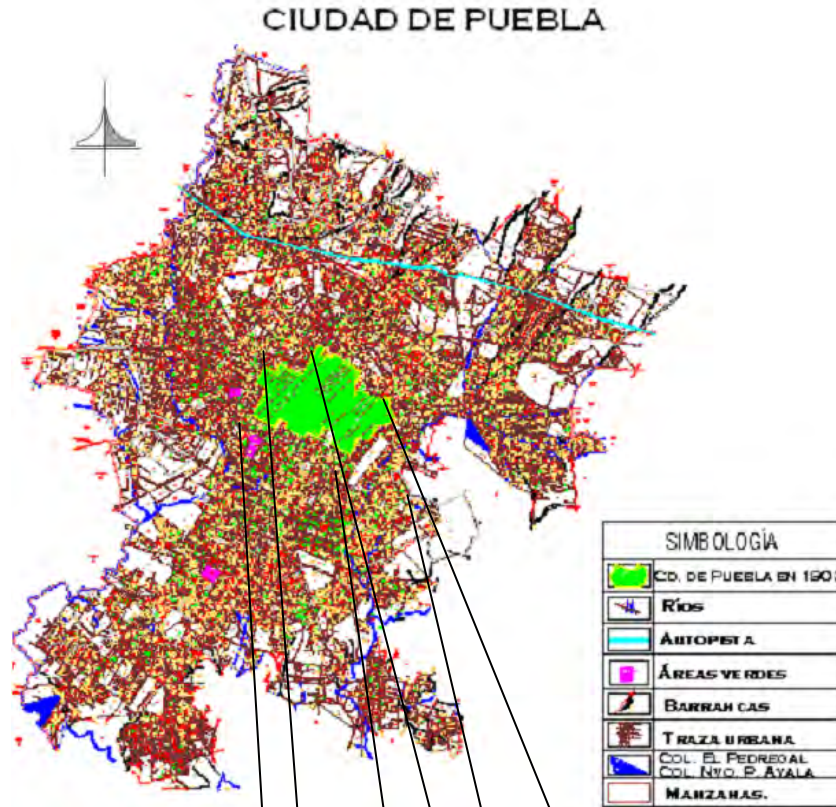 CIUDAD DE PUEBLA
SIMBOLOGÍA
CD. DE PUEBLA EN 190
RÍOS
AUTOPISTA
ÁREAS VERDES
BARRANCAS
TRAZA URBANA
COL. EL PEDREGAL
COL. NVO. P. AYALA
MANZANAS.